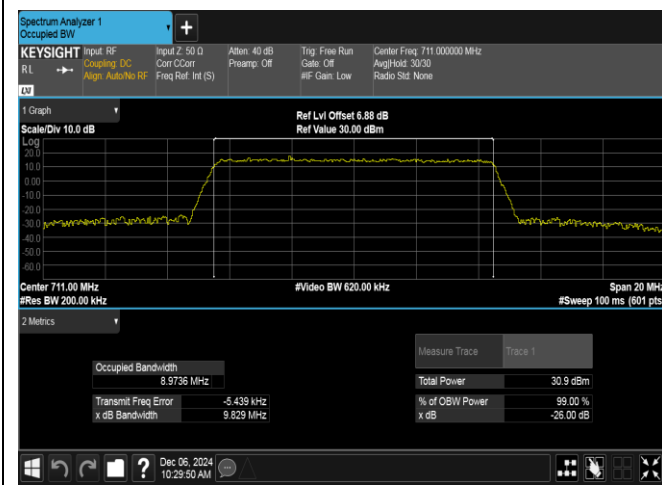 Spectrum Analyzer 1
Occupied BW
+
KEYSIGHT Input: RF Input Z: 50 Ω Atten: 40 dB Trig: Free Run Center Freq: 711.000000 MHz
RL Coupling: DC Corr CCorr Preamp: Off Gate: Off Avg|Hold: 30/30
Align: Auto/No RF Freq Ref: Int (S) #IF Gain: Low Radio Std: None
LXI
1 Graph
Ref Lvl Offset 6.88 dB
Scale/Div 10.0 dB Ref Value 30.00 dBm
Log
20.0
10.0
0.00
-10.0
-20.0
-30.0
-40.0
-50.0
-60.0
Center 711.00 MHz #Video BW 620.00 kHz Span 20 MHz
#Res BW 200.00 kHz #Sweep 100 ms (601 pts
2 Metrics
Measure Trace Trace 1
Occupied Bandwidth
8.9736 MHz Total Power 30.9 dBm
Transmit Freq Error -5.439 kHz % of OBW Power 99.00 %
x dB Bandwidth 9.829 MHz x dB -26.00 dB
? Dec 06, 2024
10:29:50 AM